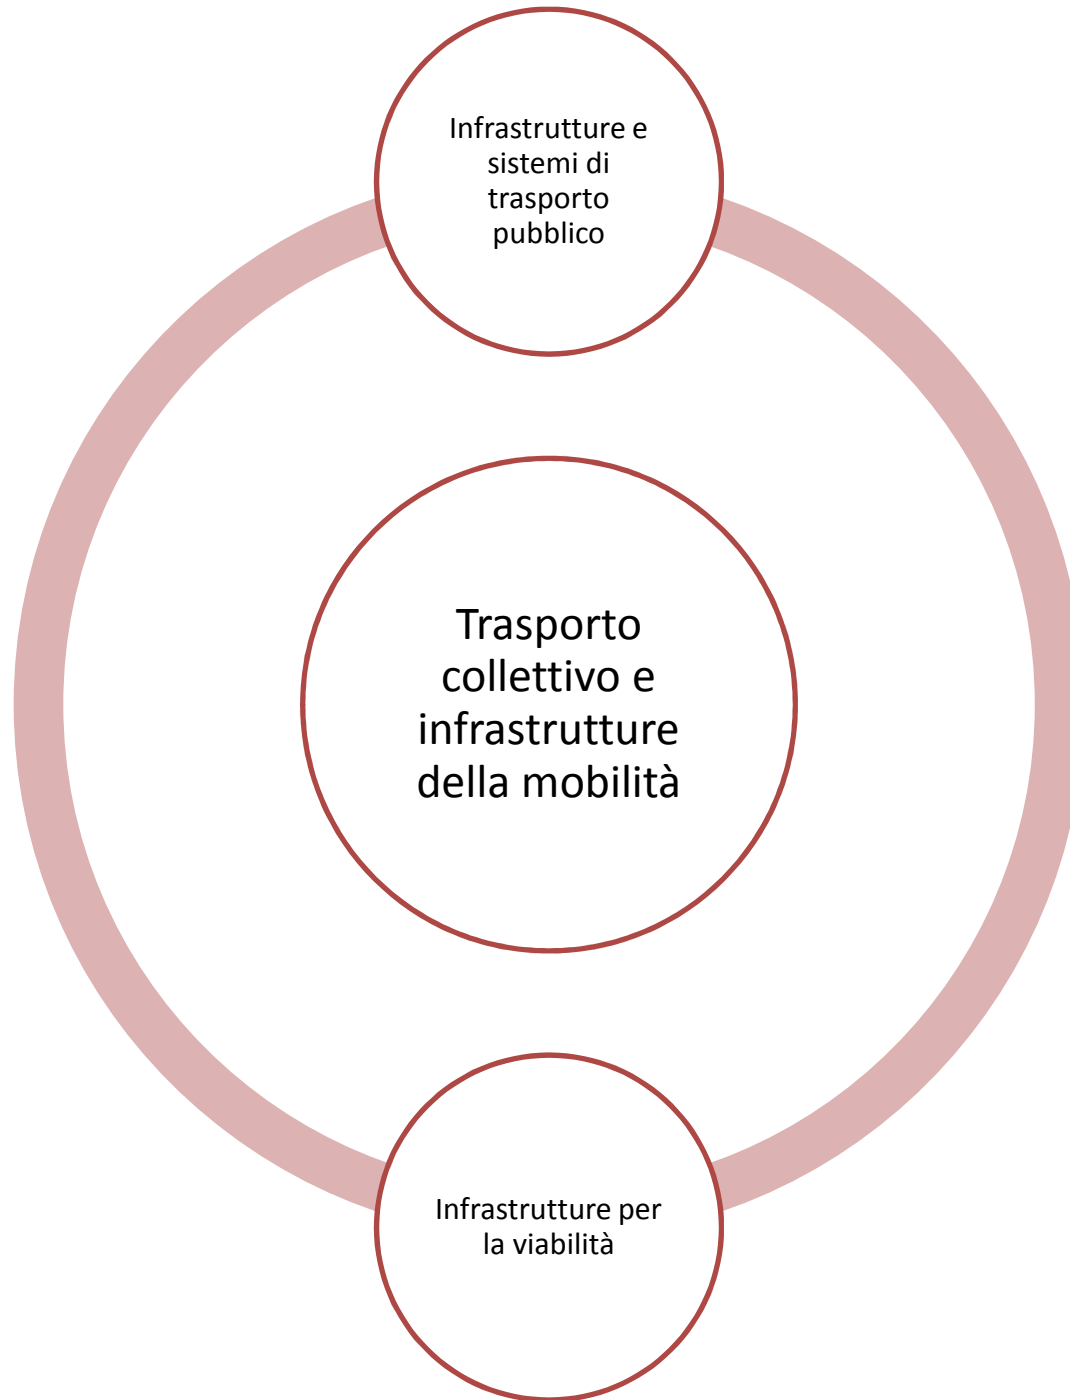 Infrastrutture e
sistemi di
trasporto
pubblico
Trasporto
collettivo e
infrastrutture
della mobilità
Infrastrutture per
la viabilità